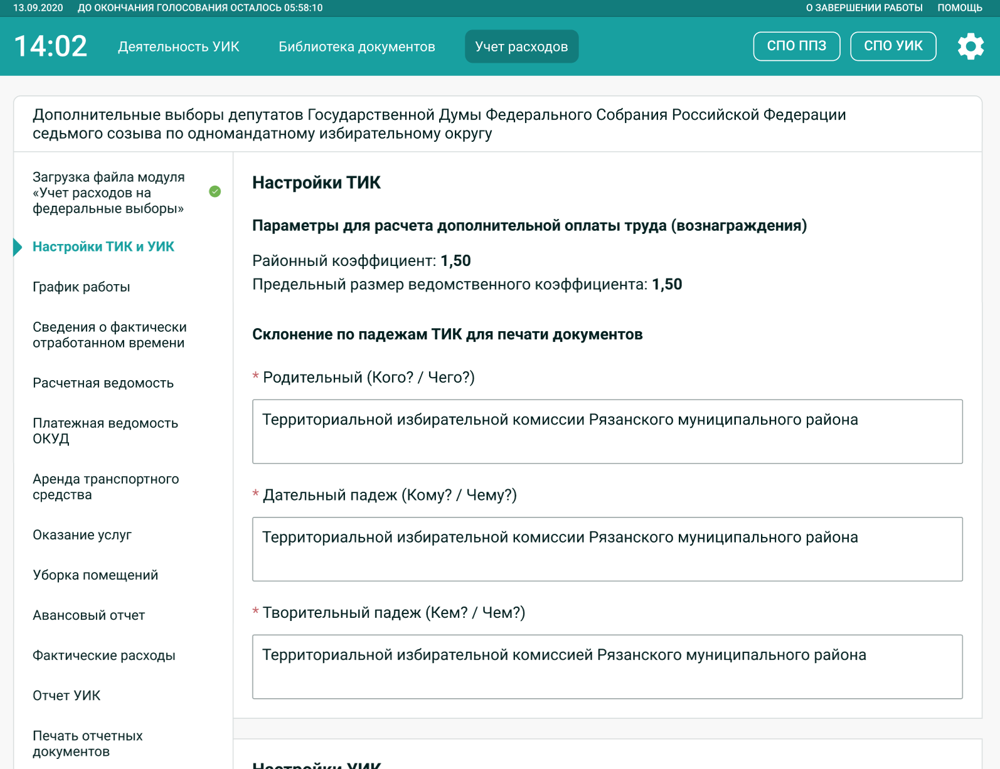 13.09.2020 ДО ОКОНЧАНИЯ ГОЛОСОВАНИЯ ОСТАЛОСЬ 05:58:10 О ЗАВЕРШЕНИИ РАБОТЫ ПОМОЩЬ
14:02 Деятельность УИК Библиотека документов Учет расходов СПО ППЗ СПО УИК
Дополнительные выборы депутатов Государственной Думы Федерального Собрания Российской Федерации
седьмого созыва по одномандатному избирательному округу
Загрузка файла модуля
«Учет расходов на
федеральные выборы»
Настройки ТИК и УИК
График работы
Сведения о фактически
отработанном времени
Расчетная ведомость
Платежная ведомость
ОКУД
Аренда транспортного
средства
Оказание услуг
Уборка помещений
Авансовый отчет
Фактические расходы
Отчет УИК
Печать отчетных
документов
Настройки ТИК
Параметры для расчета дополнительной оплаты труда (вознаграждения)
Районный коэффициент: 1,50
Предельный размер ведомственного коэффициента: 1,50
Склонение по падежам ТИК для печати документов
* Родительный (Кого? / Чего?)
Территориальной избирательной комиссии Рязанского муниципального района
* Дательный падеж (Кому? / Чему?)
Территориальной избирательной комиссии Рязанского муниципального района
* Творительный падеж (Кем? / Чем?)
Территориальной избирательной комиссией Рязанского муниципального района
Настройки УИК